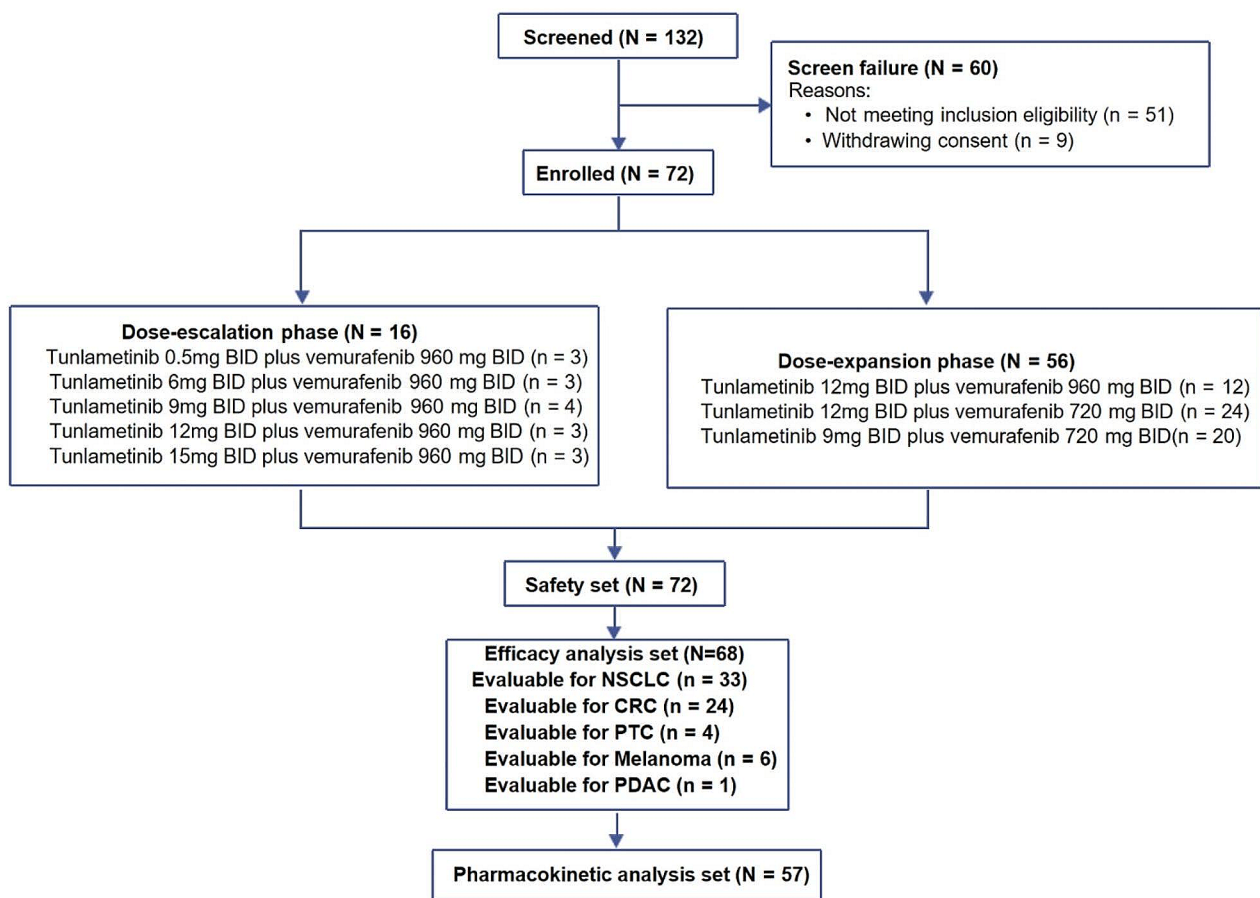 Screened (N = 132)
Screen failure (N = 60)
Reasons:
• Not meeting inclusion eligibility (n = 51)
• Withdrawing consent (n = 9)
Enrolled (N = 72)
Dose-escalation phase (N = 16)
Tunlametinib 0.5mg BID plus vemurafenib 960 mg BID (n = 3)
Tunlametinib 6mg BID plus vemurafenib 960 mg BID (n = 3)
Tunlametinib 9mg BID plus vemurafenib 960 mg BID (n = 4)
Tunlametinib 12mg BID plus vemurafenib 960 mg BID (n = 3)
Tunlametinib 15mg BID plus vemurafenib 960 mg BID (n = 3)
Dose-expansion phase (N = 56)
Tunlametinib 12mg BID plus vemurafenib 960 mg BID (n = 12)
Tunlametinib 12mg BID plus vemurafenib 720 mg BID (n = 24)
Tunlametinib 9mg BID plus vemurafenib 720 mg BID(n = 20)
Safety set (N = 72)
Efficacy analysis set (N=68)
Evaluable for NSCLC (n = 33)
Evaluable for CRC (n = 24)
Evaluable for PTC (n = 4)
Evaluable for Melanoma (n = 6)
Evaluable for PDAC (n = 1)
Pharmacokinetic analysis set (N = 57)